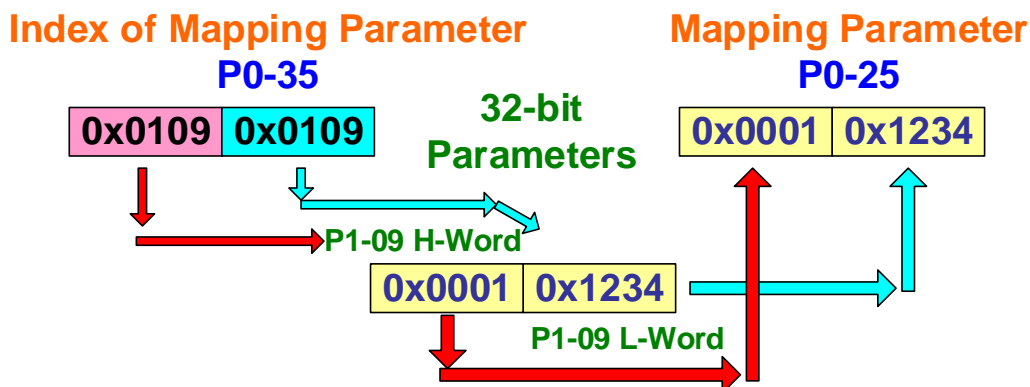 Index of Mapping Parameter
P0-35
Mapping Parameter
P0-25
0x0109 0x0109
32-bit
Parameters
0x0001 0x1234
P1-09 H-Word
0x0001 0x1234
P1-09 L-Word